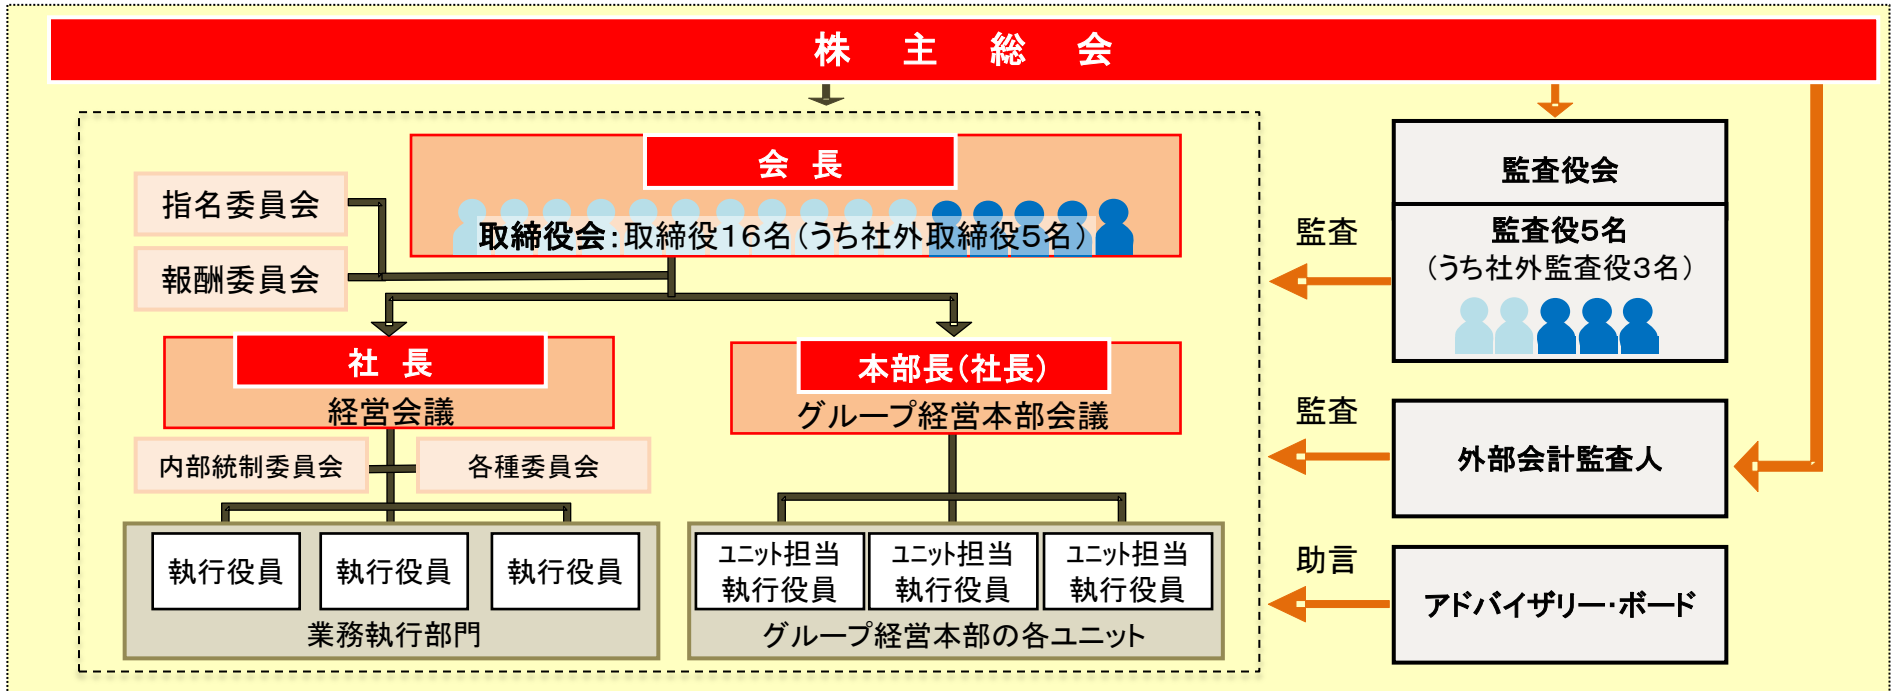 株主総会
会長
取締役会：取締役16名（うち社外取締役5名）
指名委員会
報酬委員会
社長
経営会議
本部長（社長）
グループ経営本部会議
内部統制委員会
各種委員会
執行役員
執行役員
執行役員
業務執行部門
ユニット担当
執行役員
ユニット担当
執行役員
ユニット担当
執行役員
グループ経営本部の各ユニット
監査
監査
助言
監査役会
監査役5名
（うち社外監査役3名）
外部会計監査人
アドバイザリー・ボード